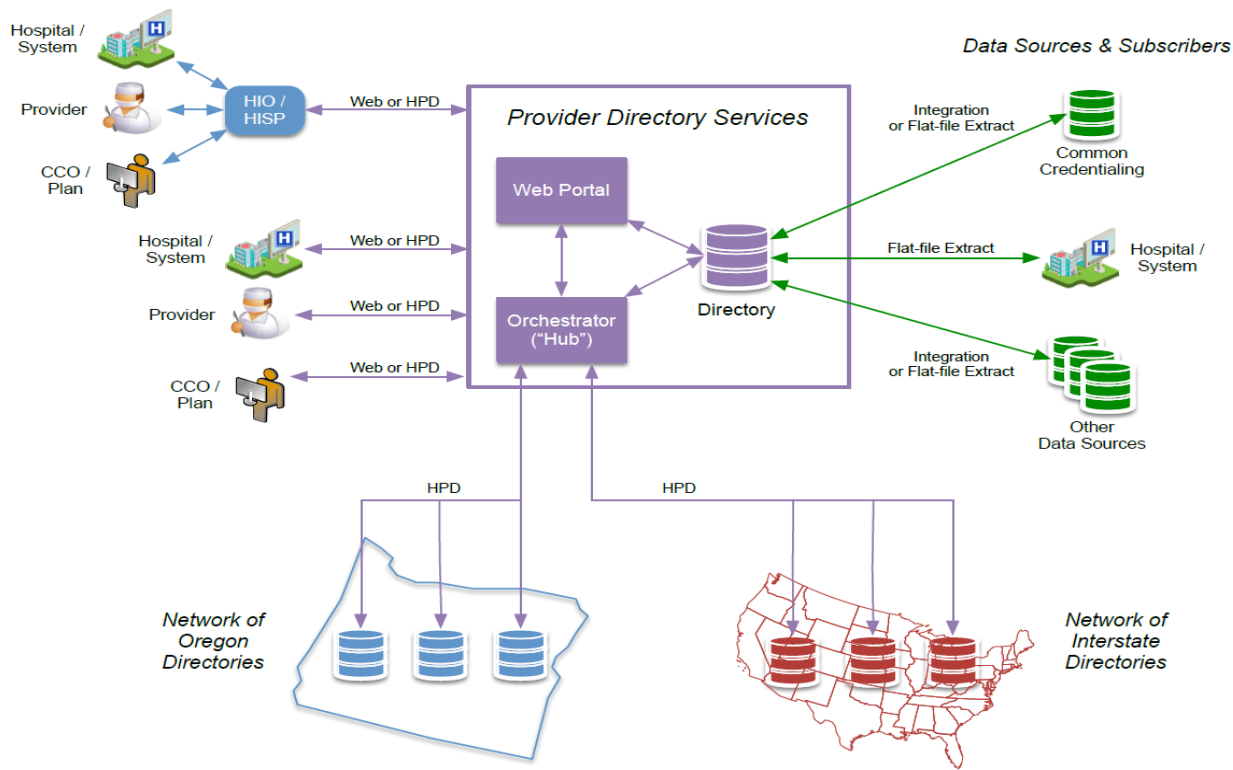 Hospital /
System
H
Provider
CCO /
Plan
HIO /
HISP
Web or HPD
Hospital /
System
H
Provider
CCO /
Plan
Web or HPD
Web or HPD
Web or HPD
Provider Directory Services
Web Portal
Orchestrator
(“Hub”)
Directory
Data Sources & Subscribers
Integration
or Flat-file Extract
Common
Credentialing
Flat-file Extract
H
Hospital /
System
Integration
or Flat-file Extract
Other
Data Sources
HPD
HPD
Network of
Oregon
Directories
Network of
Interstate
Directories